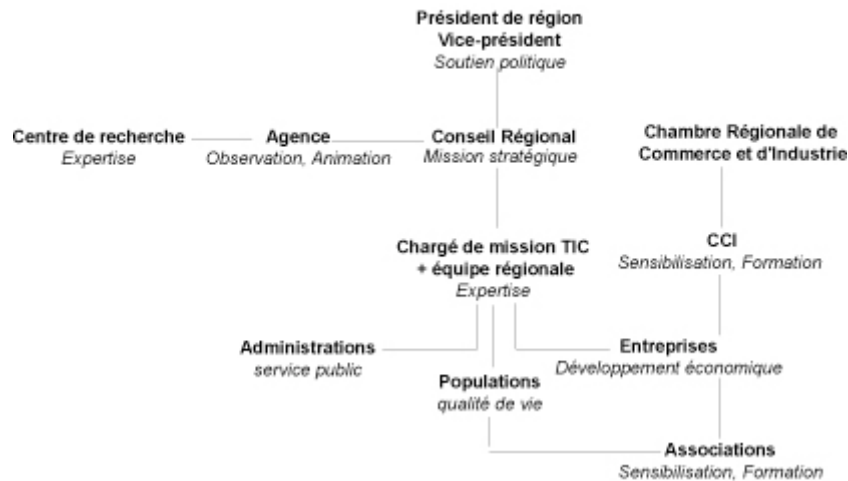 Président de région
Vice-président
Soutien politique
Centre de recherche
Expertise
Agence
Observation, Animation
Conseil Régional
Mission stratégique
Chambre Régionale de
Commerce et d'Industrie
Chargé de mission TIC
+ équipe régionale
Expertise
CCI
Sensibilisation, Formation
Administrations
service public
Populations
qualité de vie
Entreprises
Développement économique
Associations
Sensibilisation, Formation